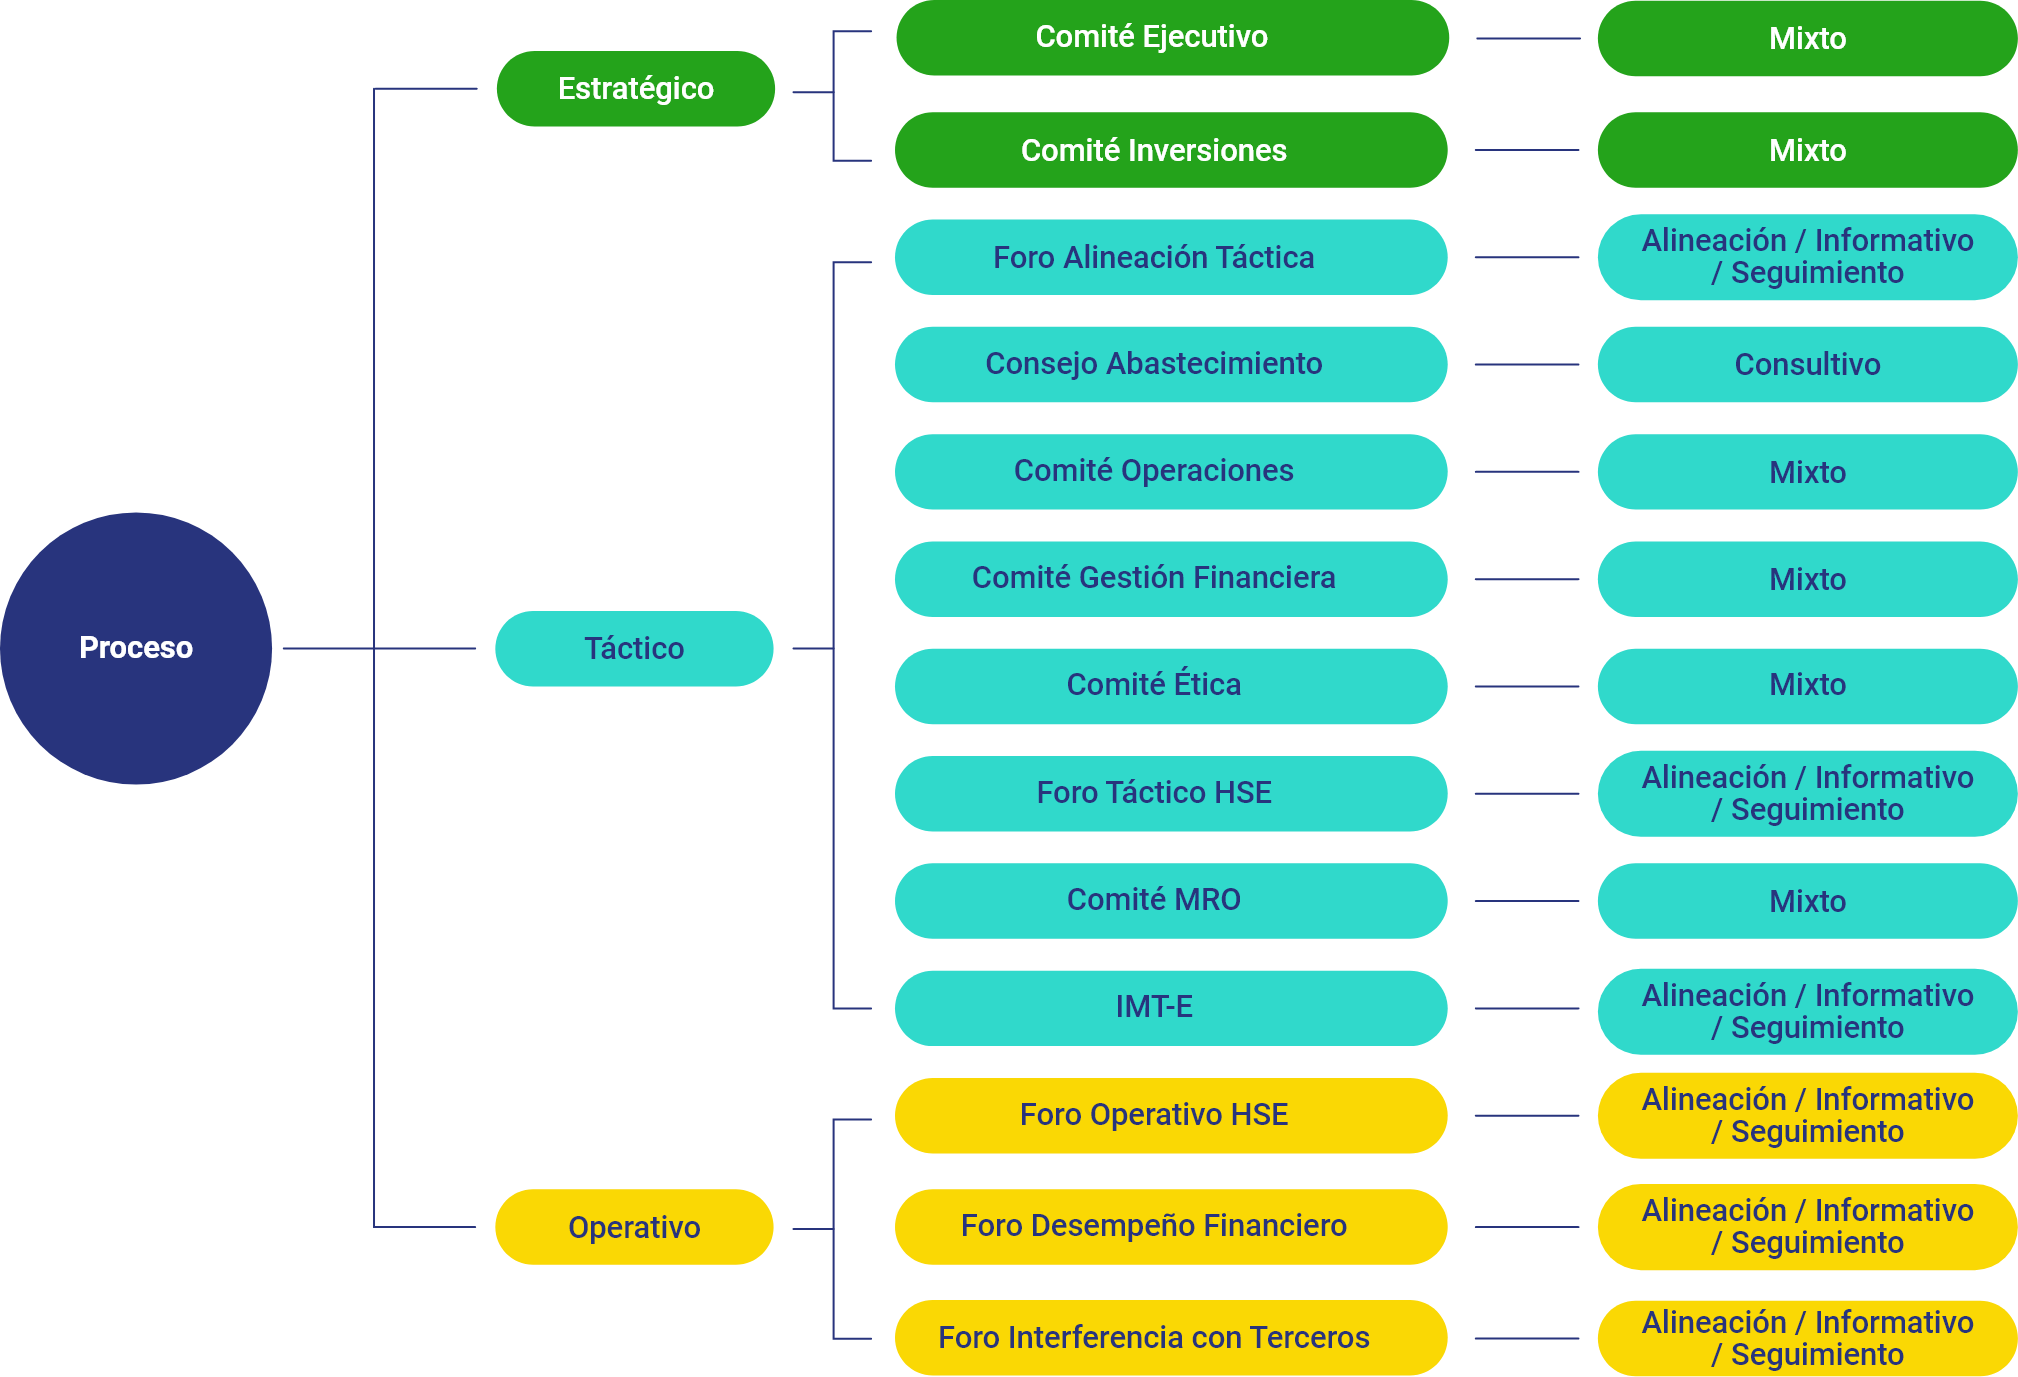 Proceso
Estratégico
Comité Ejecutivo
Mixto
Comité Inversiones
Mixto
Táctico
Foro Alineación Táctica
Alineación / Informativo
/ Seguimiento
Consejo Abastecimiento
Consultivo
Comité Operaciones
Mixto
Comité Gestión Financiera
Mixto
Comité Ética
Mixto
Foro Táctico HSE
Alineación / Informativo
/ Seguimiento
Comité MRO
Mixto
IMT-E
Alineación / Informativo
/ Seguimiento
Operativo
Foro Operativo HSE
Alineación / Informativo
/ Seguimiento
Foro Desempeño Financiero
Alineación / Informativo
/ Seguimiento
Foro Interferencia con Terceros
Alineación / Informativo
/ Seguimiento